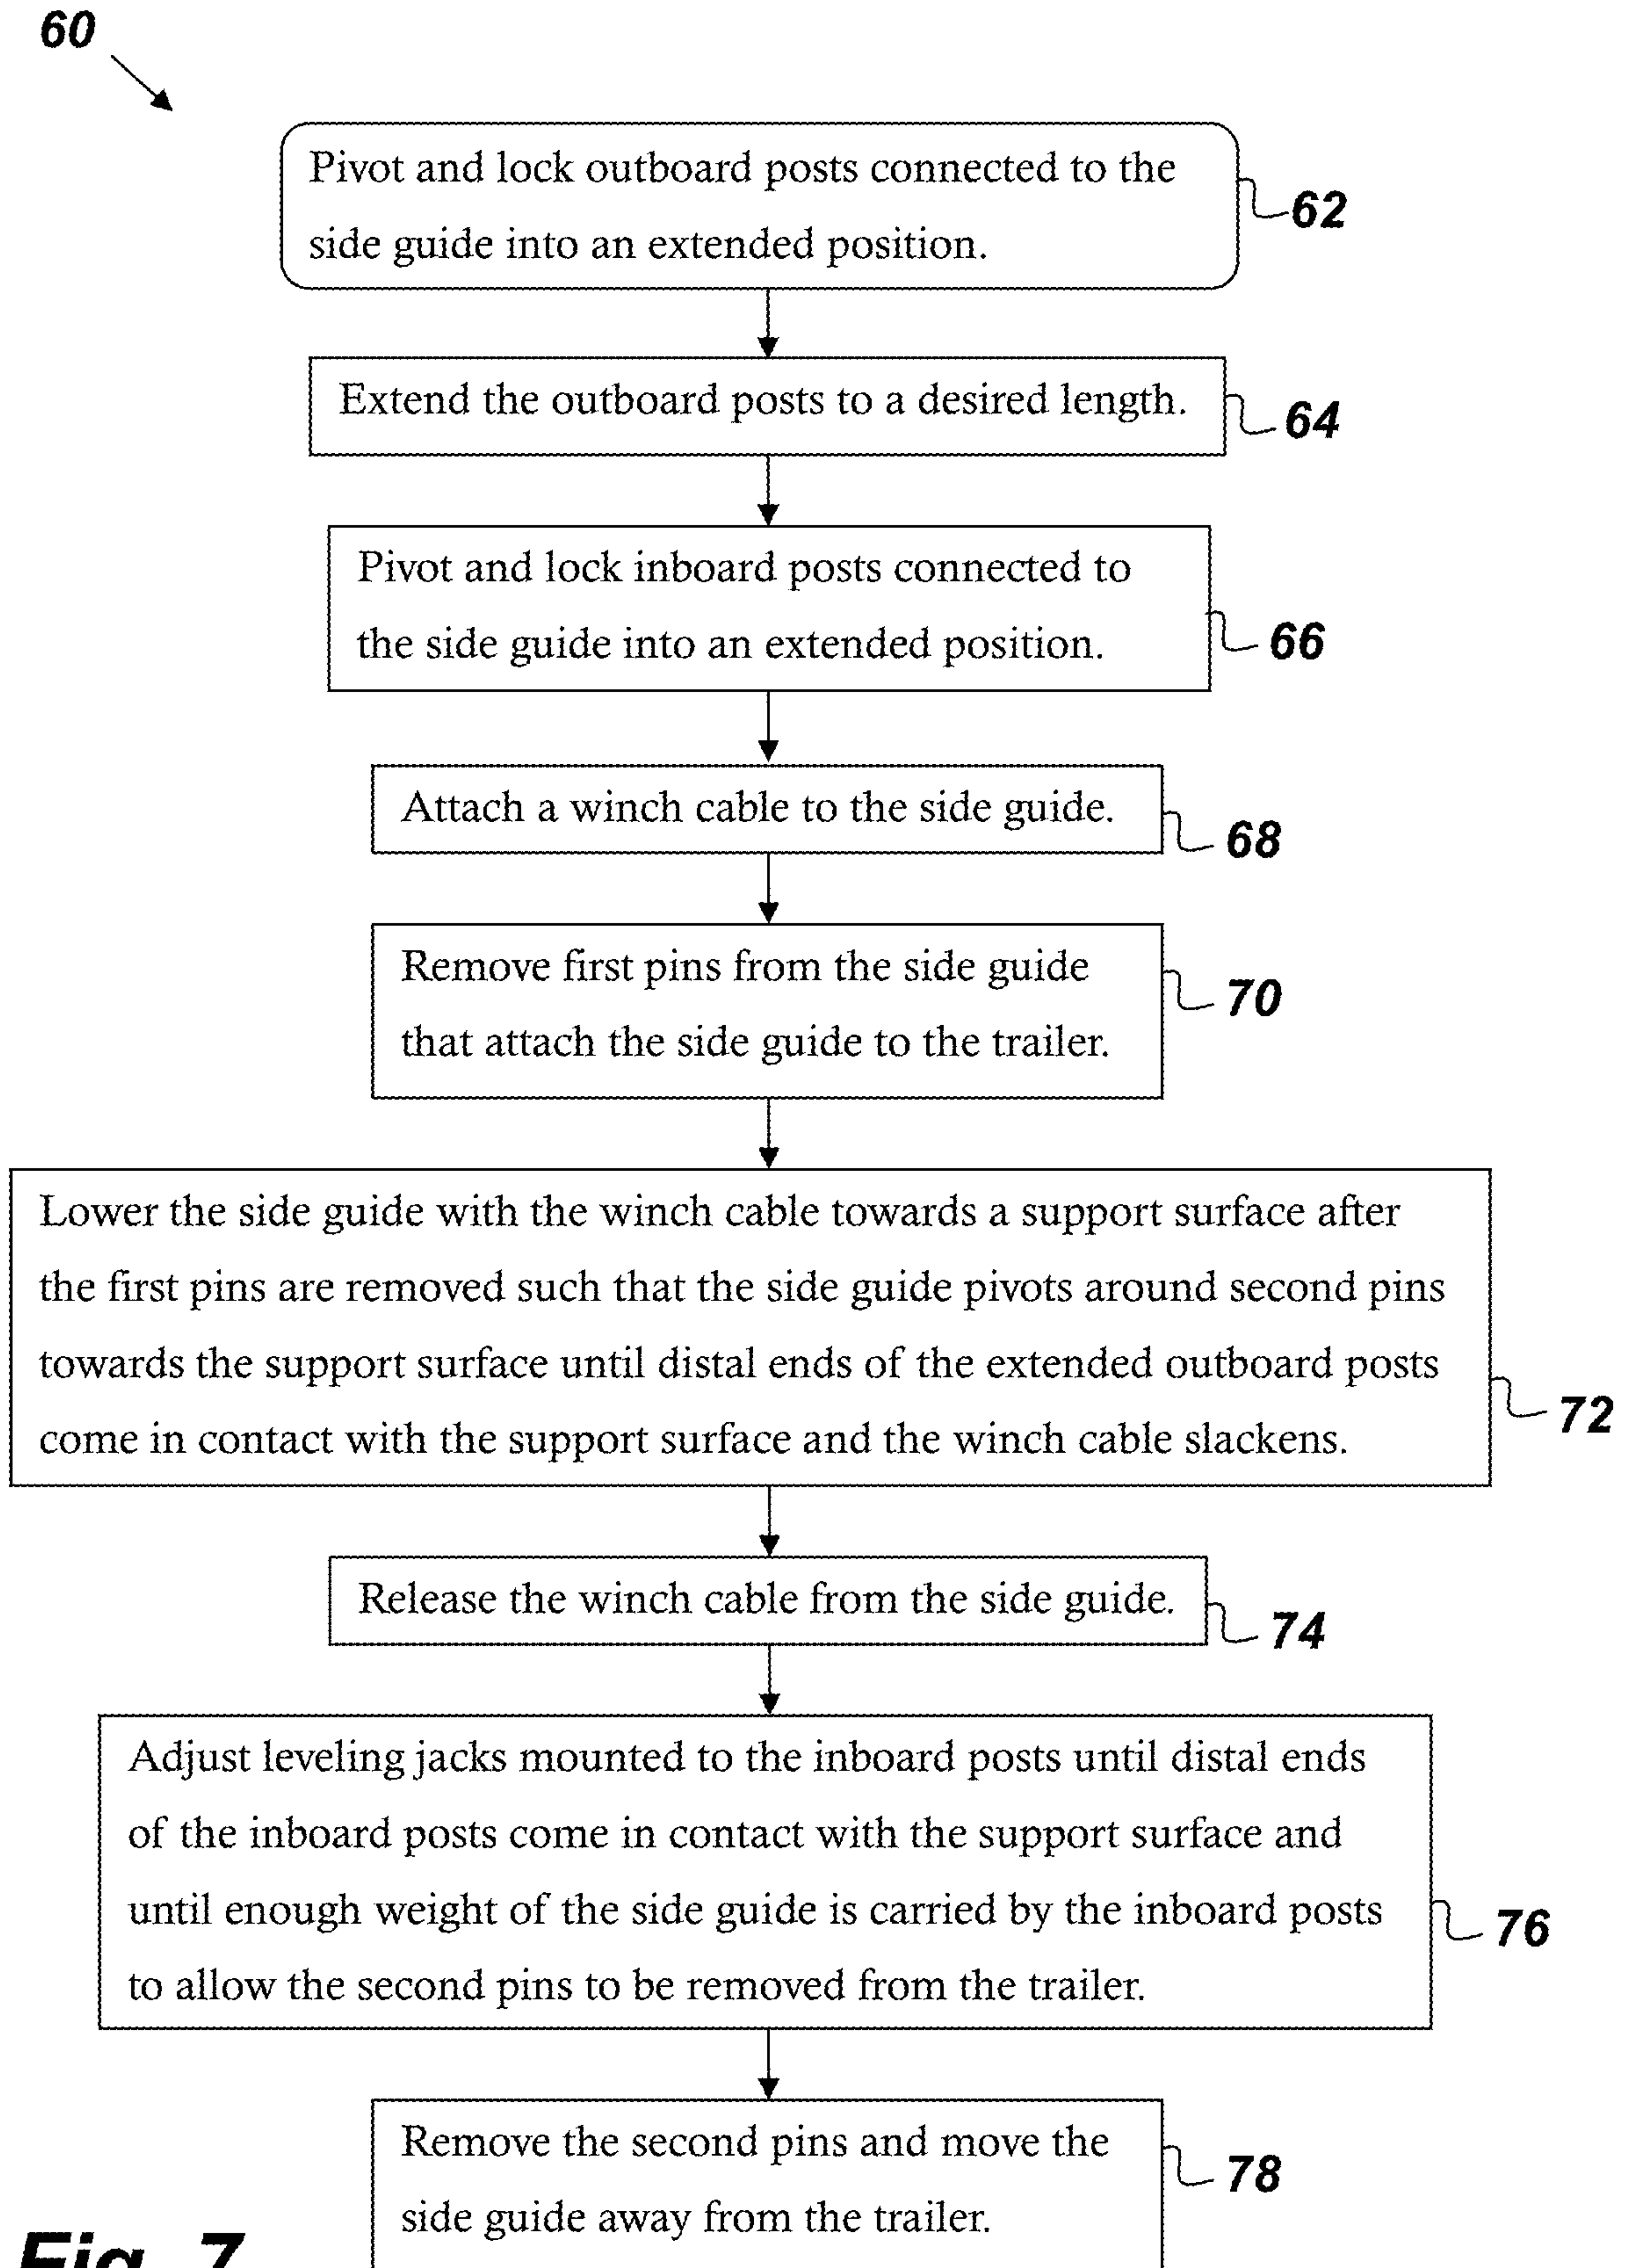 60
Pivot and lock outboard posts connected to the
side guide into an extended position.
62
Extend the outboard posts to a desired length.
64
Pivot and lock inboard posts connected to
the side guide into an extended position.
66
Attach a winch cable to the side guide.
68
Remove first pins from the side guide
that attach the side guide to the trailer.
70
Lower the side guide with the winch cable towards a support surface after
the first pins are removed such that the side guide pivots around second pins
towards the support surface until distal ends of the extended outboard posts
come in contact with the support surface and the winch cable slackens.
72
Release the winch cable from the side guide.
74
Adjust leveling jacks mounted to the inboard posts until distal ends
of the inboard posts come in contact with the support surface and
until enough weight of the side guide is carried by the inboard posts
to allow the second pins to be removed from the trailer.
76
Remove the second pins and move the
side guide away from the trailer.
78
Fig. 7